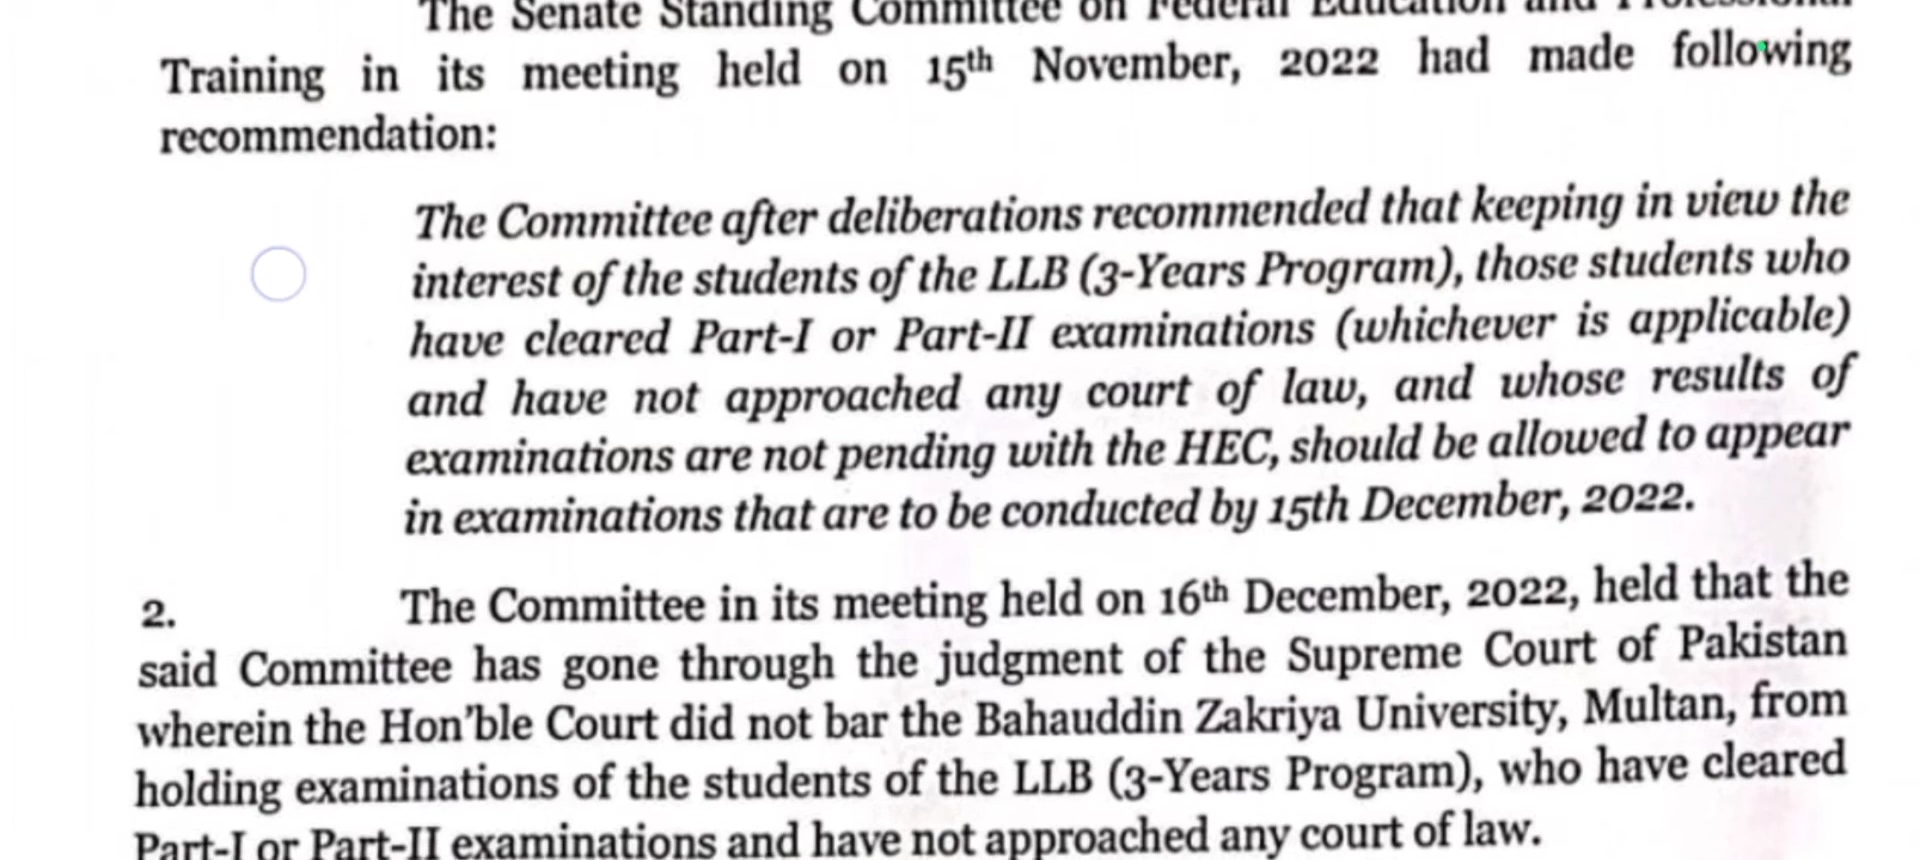 The Senate Standing Committee on Federal Education and Professional
Training in its meeting held on 15th November, 2022 had made following
recommendation:
The Committee after deliberations recommended that keeping in view the
interest of the students of the LLB (3-Years Program), those students who
have cleared Part-I or Part-II examinations (whichever is applicable)
and have not approached any court of law, and whose results of
examinations are not pending with the HEC, should be allowed to appear
in examinations that are to be conducted by 15th December, 2022.
2. The Committee in its meeting held on 16th December, 2022, held that the
said Committee has gone through the judgment of the Supreme Court of Pakistan
wherein the Hon'ble Court did not bar the Bahauddin Zakriya University, Multan, from
holding examinations of the students of the LLB (3-Years Program), who have cleared
Part-I or Part-II examinations and have not approached any court of law.